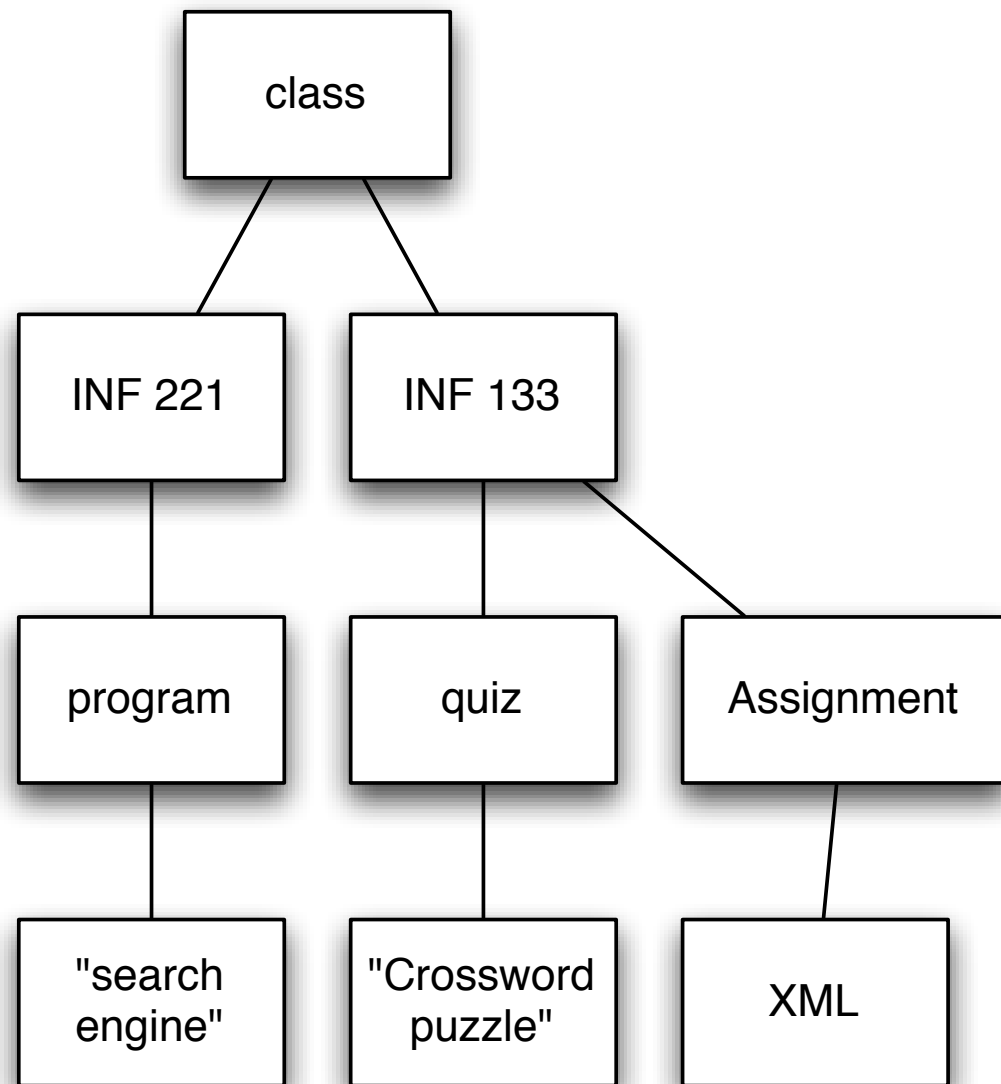 class
INF 221
INF 133
program
quiz
Assignment
"search
engine"
"Crossword
puzzle"
XML